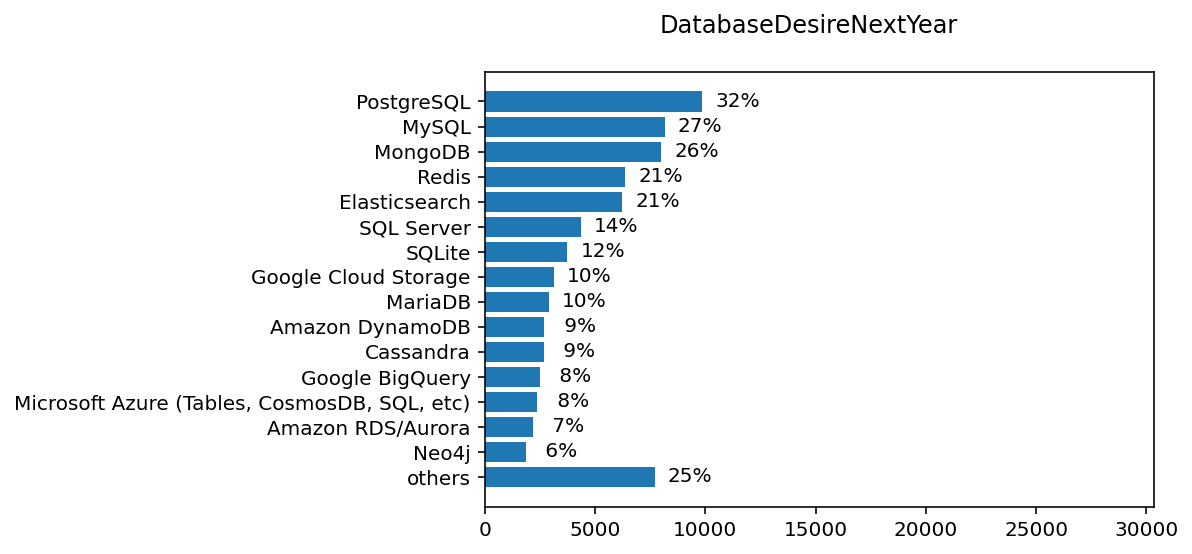 DatabaseDesireNextYear
PostgreSQL 32%
MySQL 27%
MongoDB 26%
Redis 21%
Elasticsearch 21%
SQL Server 14%
SQLite 12%
Google Cloud Storage 10%
MariaDB 10%
Amazon DynamoDB 9%
Cassandra 9%
Google BigQuery 8%
Microsoft Azure (Tables, CosmosDB, SQL, etc) 8%
Amazon RDS/Aurora 7%
Neo4j 6%
others 25%
0 5000 10000 15000 20000 25000 30000